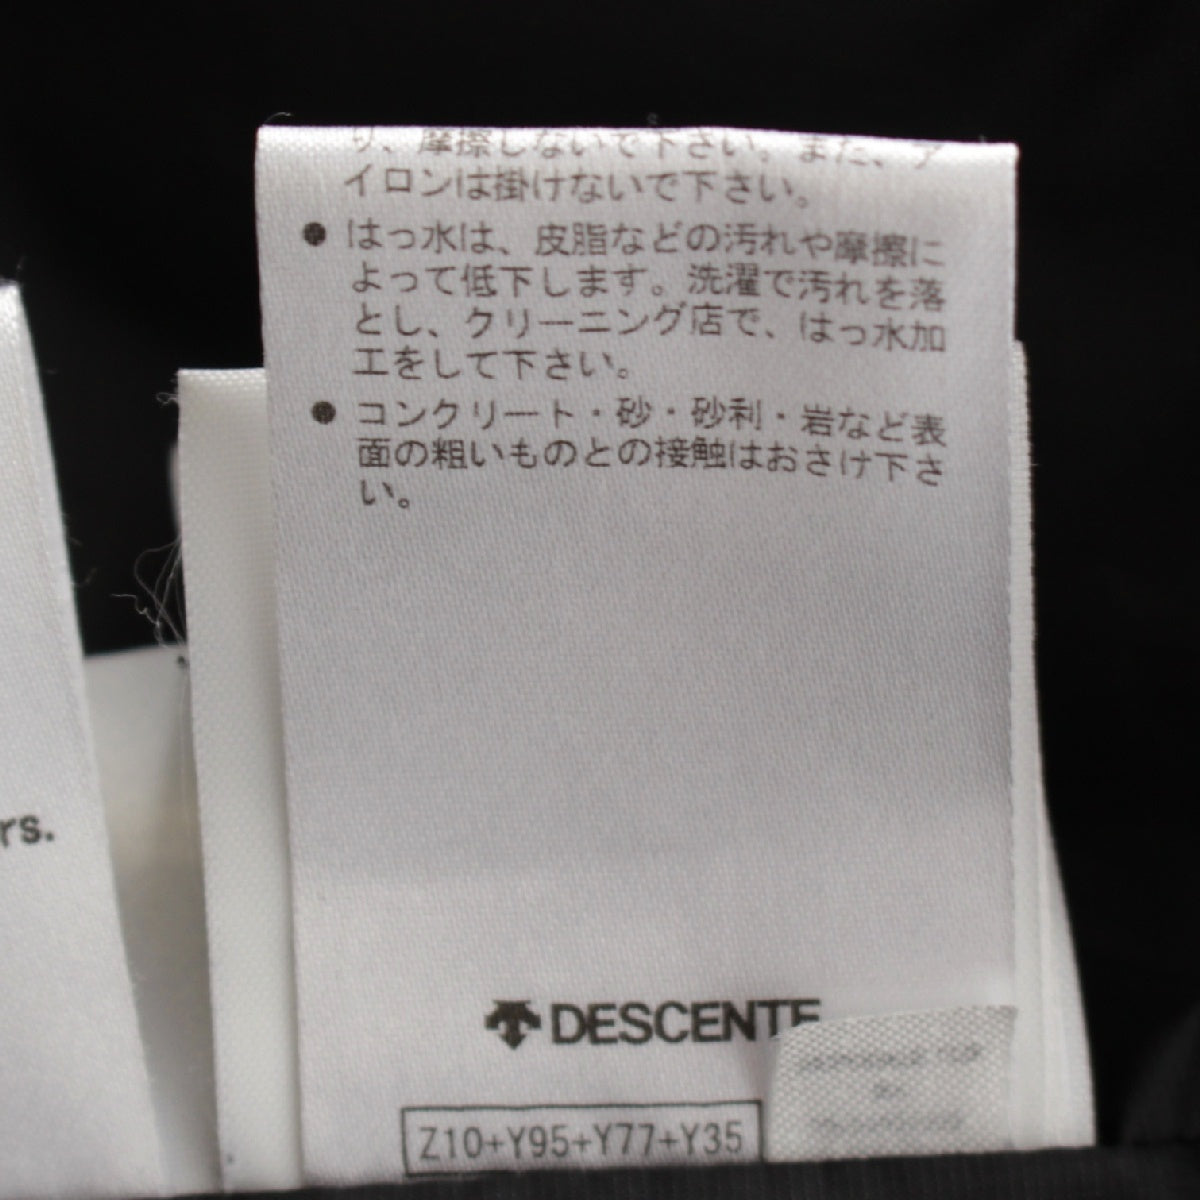 り、摩擦しないで下さい。また、ア
イロンは掛けないで下さい。
● はっ水は、皮脂などの汚れや摩擦に
よって低下します。洗濯で汚れを落
とし、クリーニング店で、はっ水加
工をして下さい。
● コンクリート・砂・砂利・岩など表
面の粗いものとの接触はおさけ下さ
い。
rs.
DESCENTE
Z10+Y95+Y77+Y35